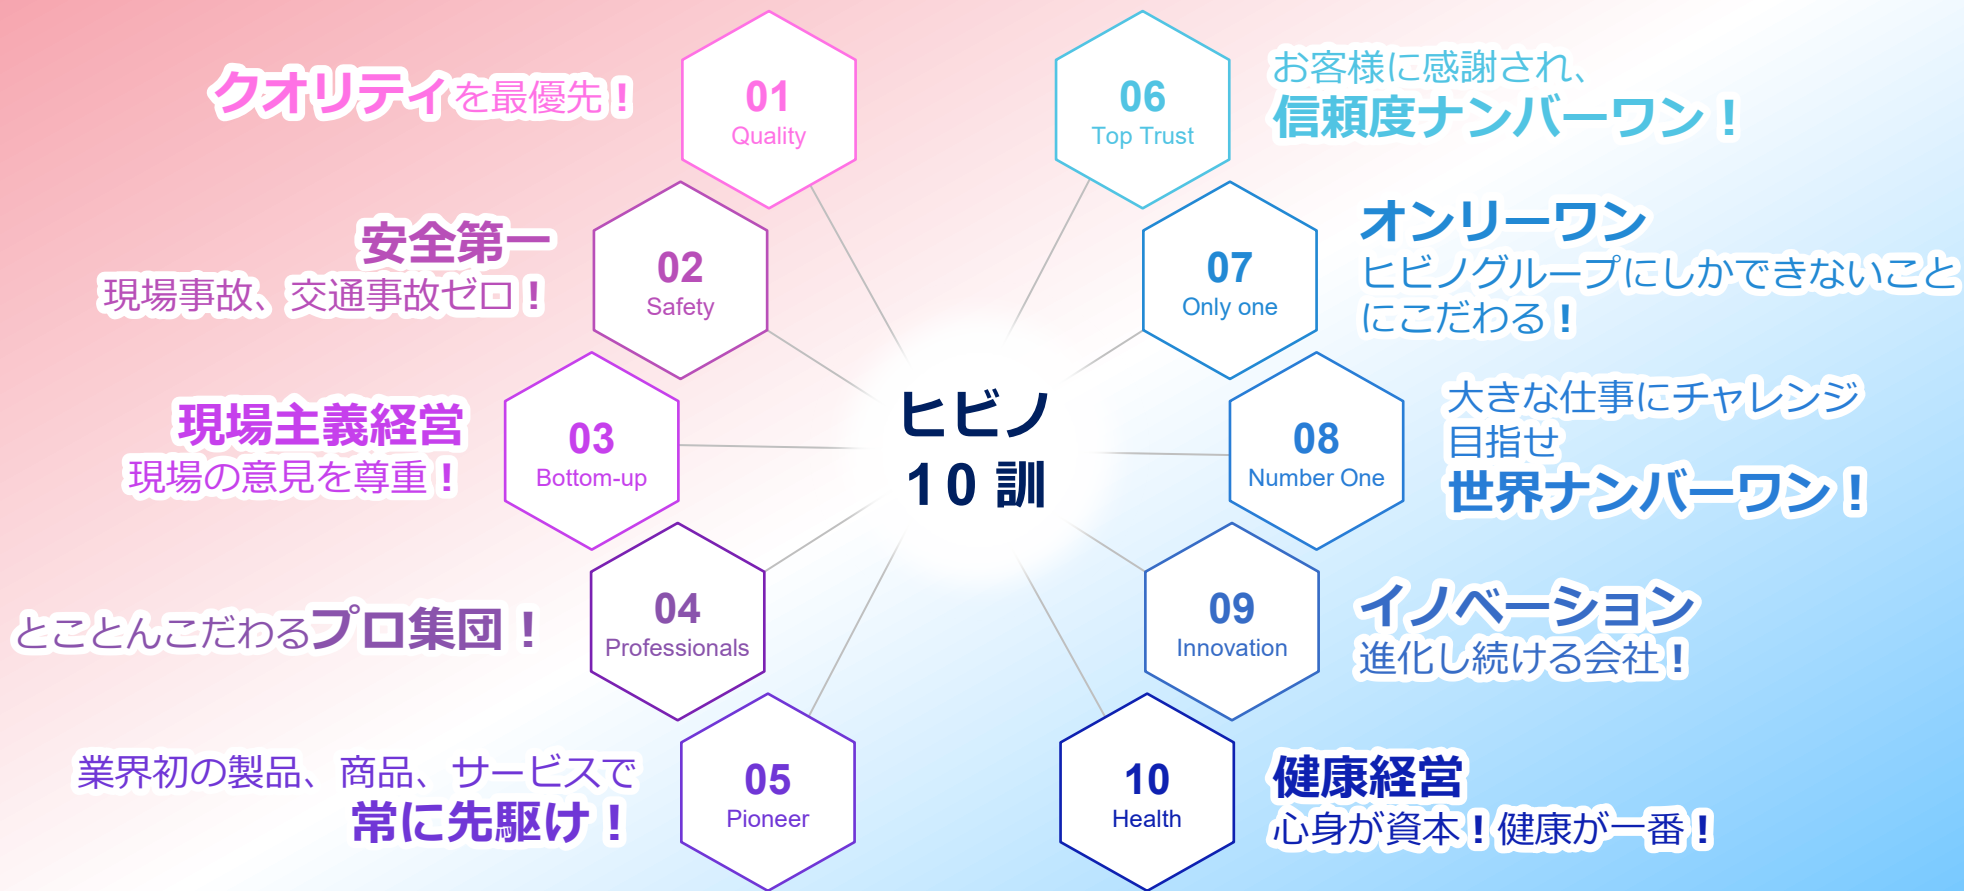 ヒビノ
10 訓
クオリティを最優先！
01
Quality
安全第一
現場事故、交通事故ゼロ！
02
Safety
現場主義経営
現場の意見を尊重！
03
Bottom-up
とことんこだわるプロ集団！
04
Professionals
業界初の製品、商品、サービスで
常に先駆け！
05
Pioneer
06
Top Trust
お客様に感謝され、
信頼度ナンバーワン！
07
Only one
オンリーワン
ヒビノグループにしかできないこと
にこだわる！
08
Number One
大きな仕事にチャレンジ
目指せ
世界ナンバーワン！
09
Innovation
イノベーション
進化し続ける会社！
10
Health
健康経営
心身が資本！健康が一番！